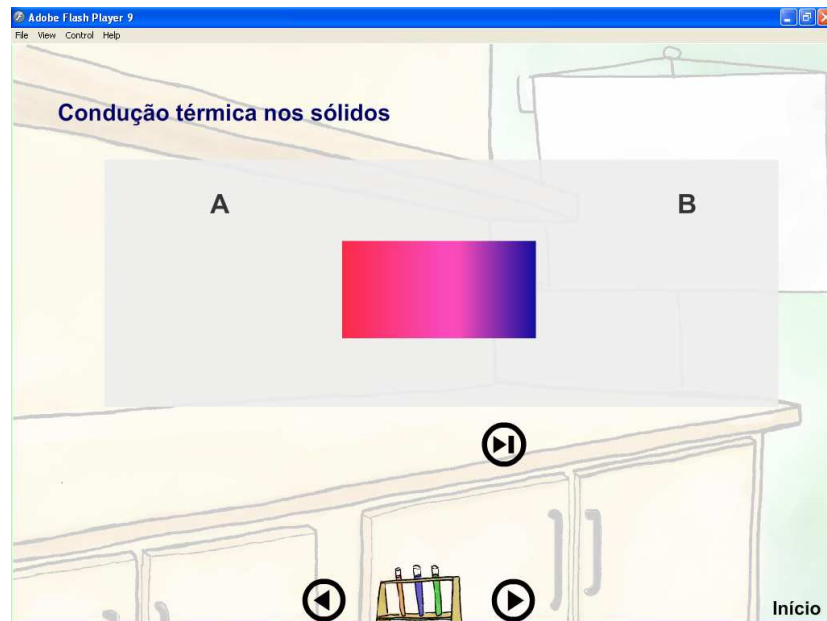 Adobe Flash Player 9
File View Control Help
Condução térmica nos sólidos
A B
Início